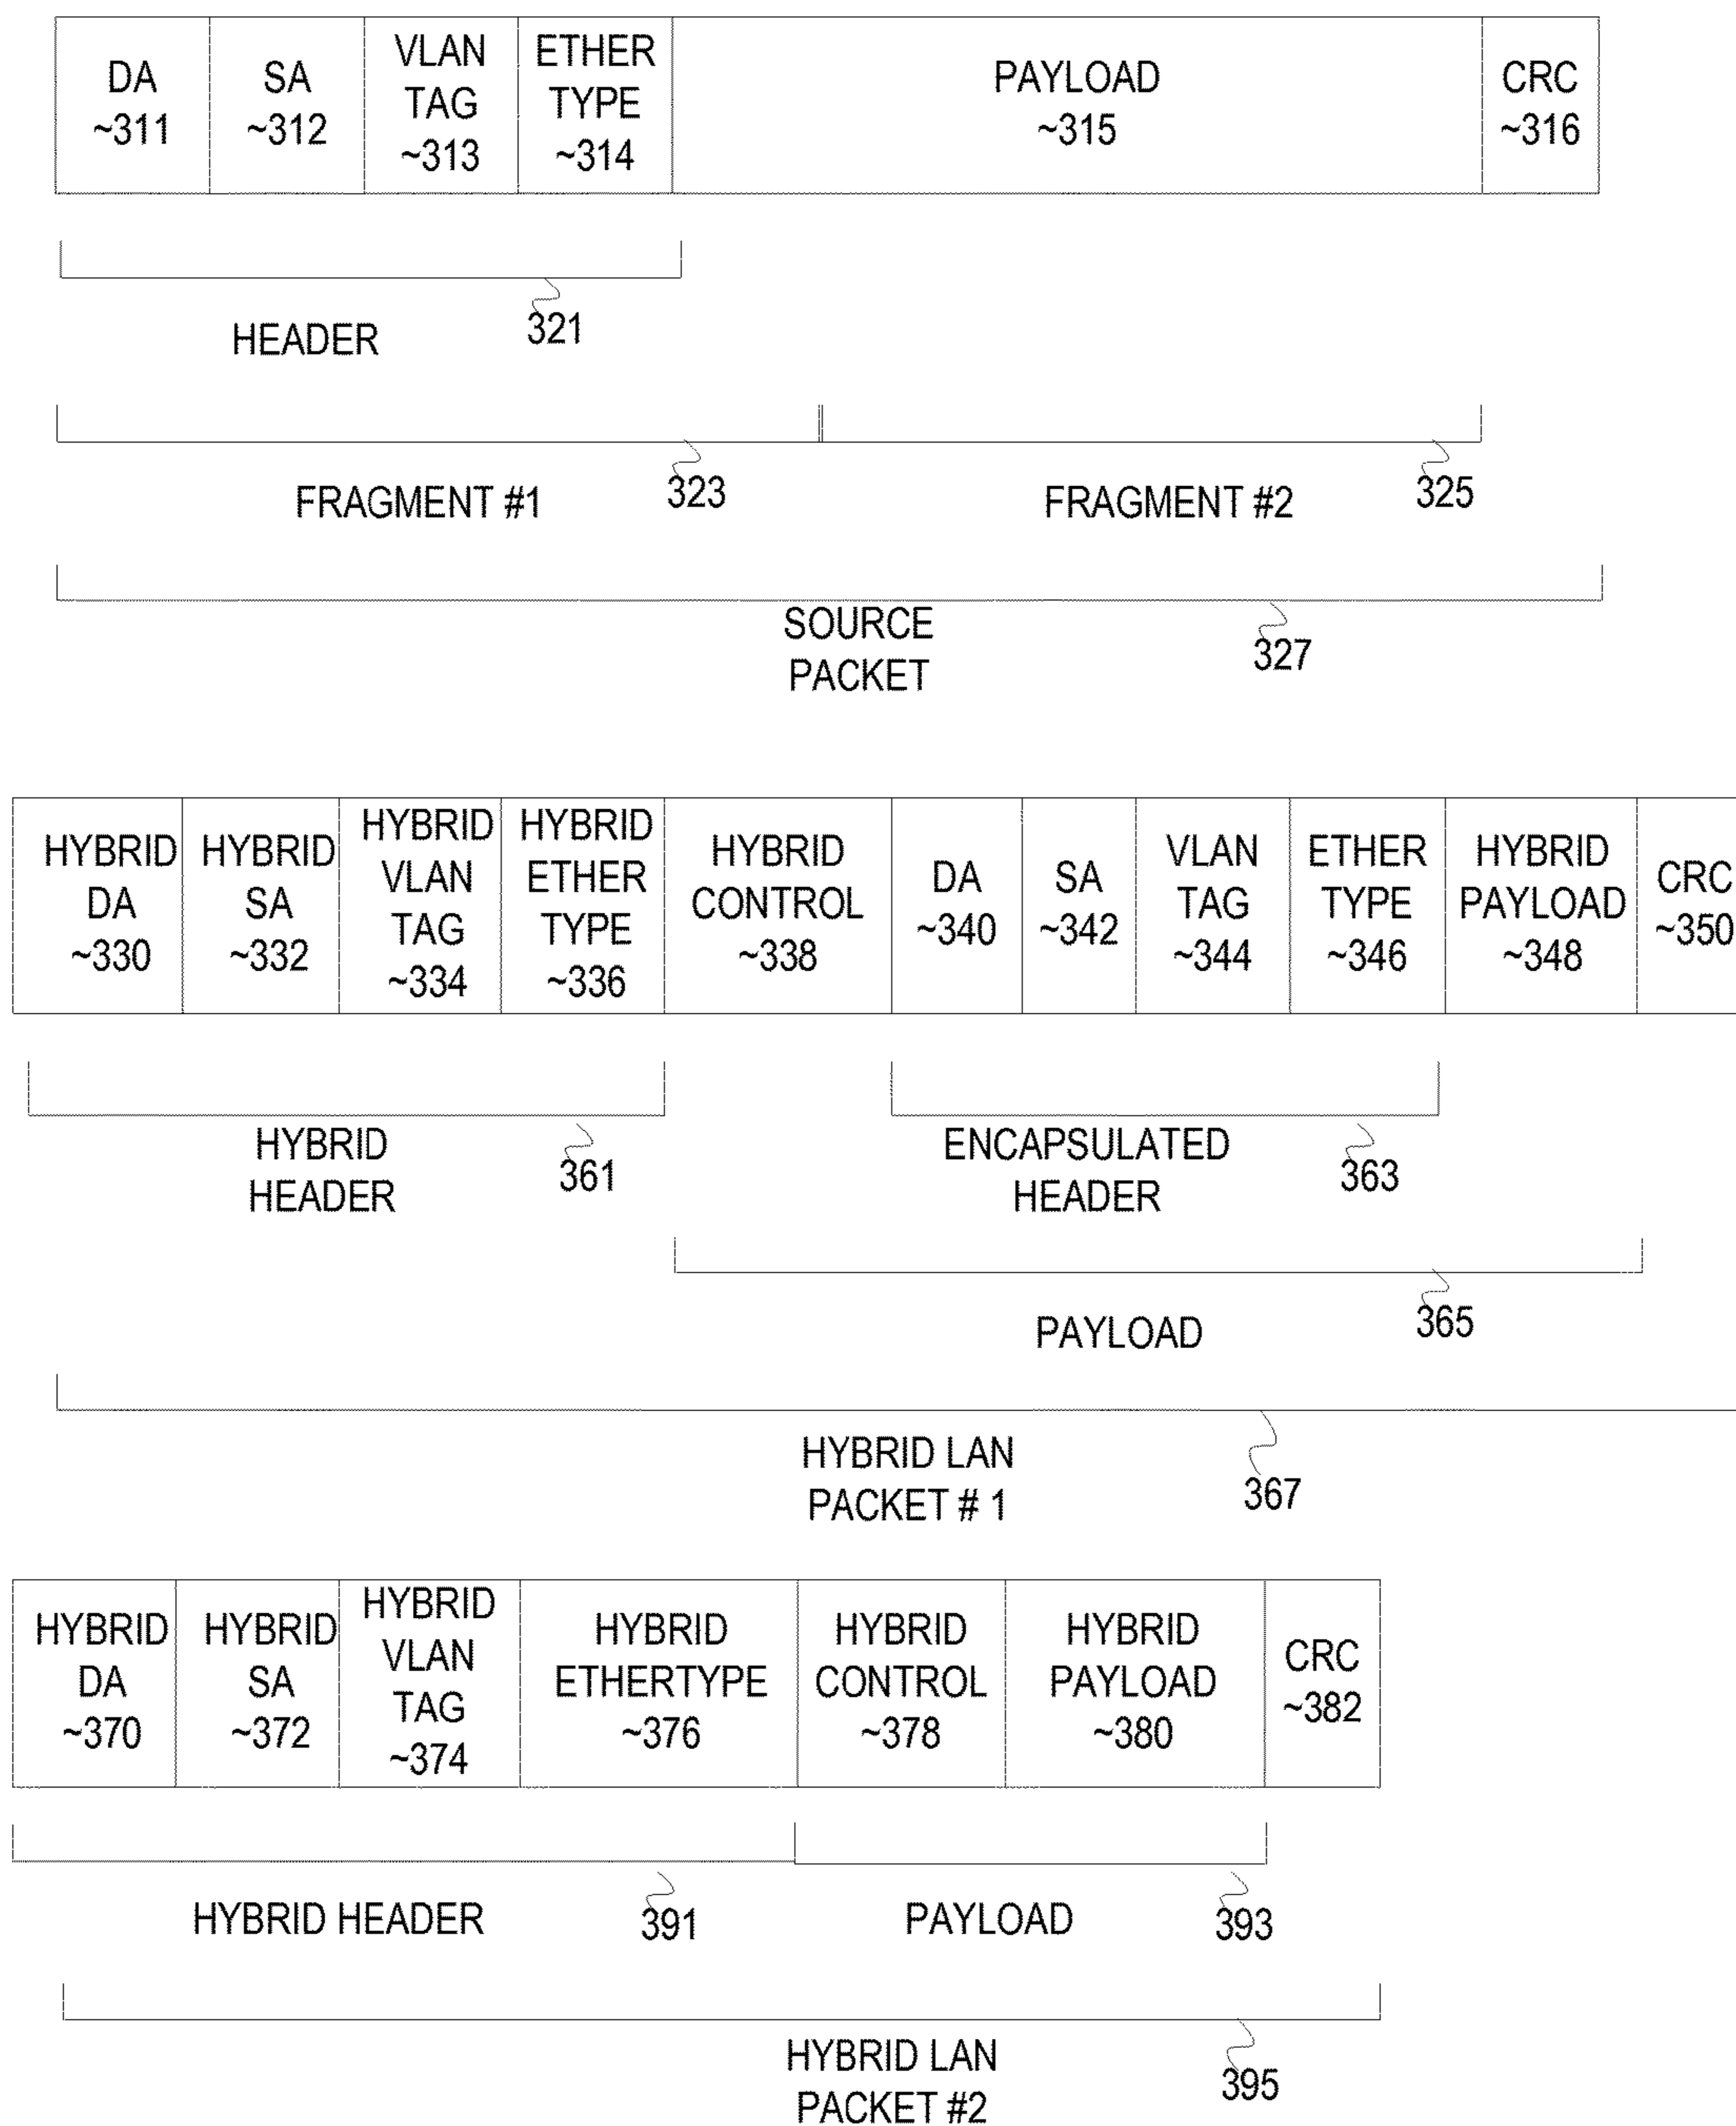 DA
~311
SA
~312
VLAN
TAG
~313
ETHER
TYPE
~314
PAYLOAD
~315
CRC
~316
HEADER
321
FRAGMENT #1
323
FRAGMENT #2
325
SOURCE
PACKET
327
HYBRID
DA
~330
HYBRID
SA
~332
HYBRID
VLAN
TAG
~334
HYBRID
ETHER
TYPE
~336
HYBRID
CONTROL
~338
DA
~340
SA
~342
VLAN
TAG
~344
ETHER
TYPE
~346
HYBRID
PAYLOAD
~348
CRC
~350
HYBRID
HEADER
361
ENCAPSULATED
HEADER
363
PAYLOAD
365
HYBRID LAN
PACKET # 1
367
HYBRID
DA
~370
HYBRID
SA
~372
HYBRID
VLAN
TAG
~374
HYBRID
ETHERTYPE
~376
HYBRID
CONTROL
~378
HYBRID
PAYLOAD
~380
CRC
~382
HYBRID HEADER
391
PAYLOAD
393
HYBRID LAN
PACKET #2
395